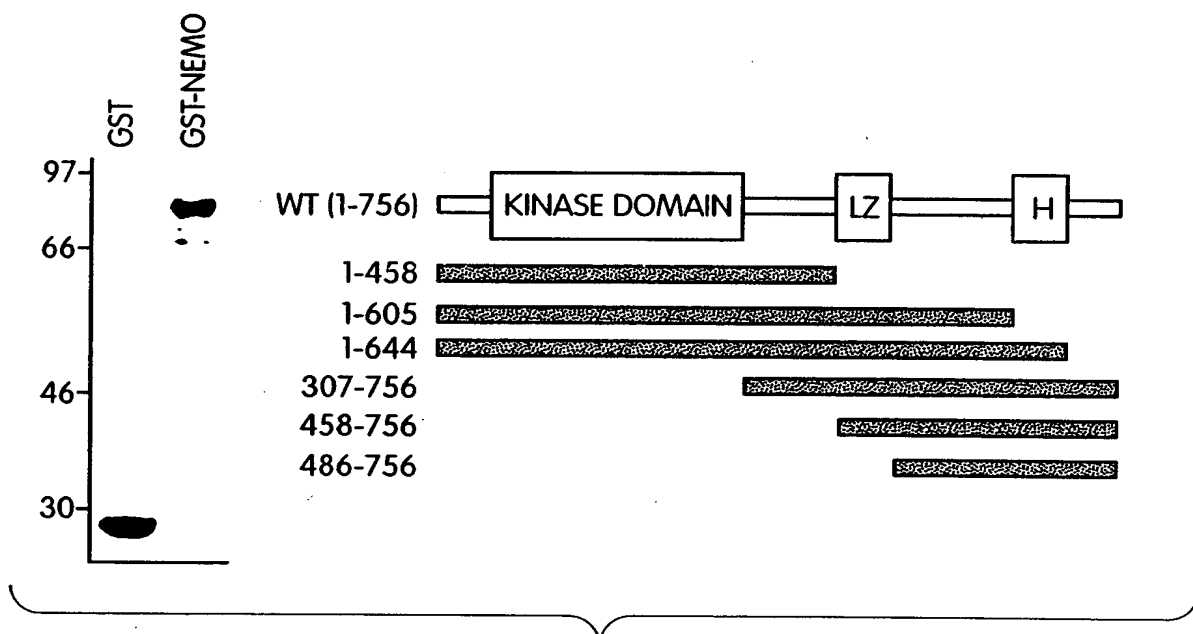 GST
GST-NEMO
97
66
46
30
WT (1-756)
KINASE DOMAIN
LZ
H
1-458
1-605
1-644
307-756
458-756
486-756